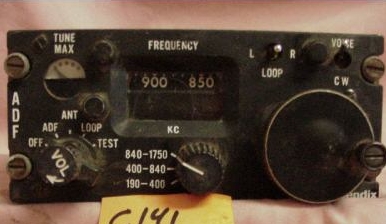 TUNE
MAX
FREQUENCY
L
R
VOICE
LOOP
CW
900 850
ADF
ANT
ADF
LOOP
OFF
TEST
VOL
KC
840-1750
400-840
190-400
endix
C141